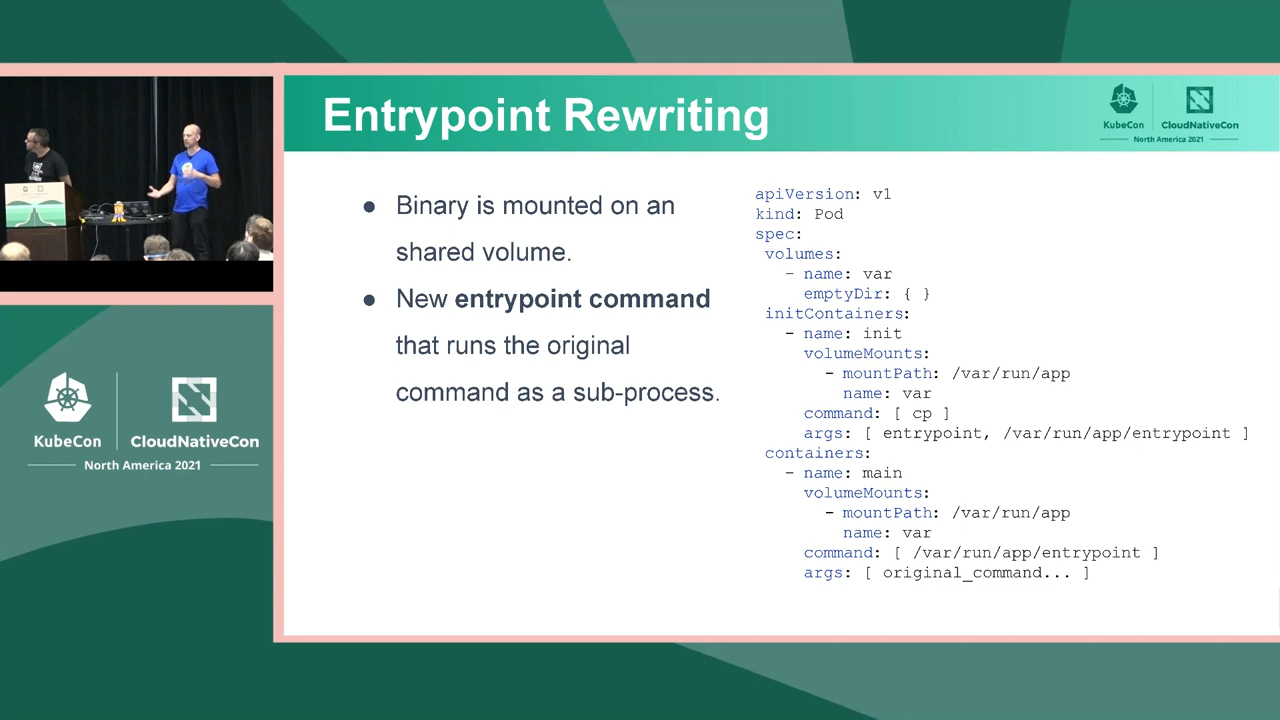 Entrypoint Rewriting
KubeCon
CloudNativeCon
North America 2021
● Binary is mounted on an
shared volume.
● New entrypoint command
that runs the original
command as a sub-process.
apiVersion: v1
kind: Pod
spec:
volumes:
- name: var
emptyDir: { }
initContainers:
- name: init
volumeMounts:
- mountPath: /var/run/app
name: var
command: [ cp ]
args: [ entrypoint, /var/run/app/entrypoint ]
containers:
- name: main
volumeMounts:
- mountPath: /var/run/app
name: var
command: [ /var/run/app/entrypoint ]
args: [ original_command... ]
KubeCon
CloudNativeCon
North America 2021